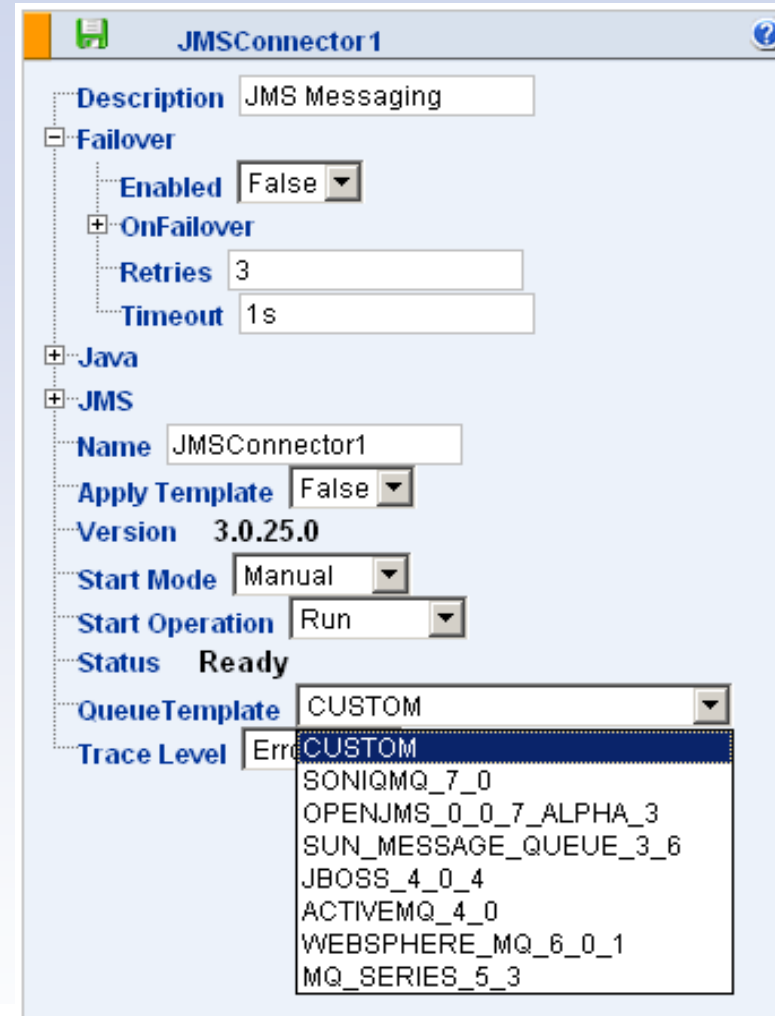 JMSConnector1
Description JMS Messaging
Failover
Enabled False
OnFailover
Retries 3
Timeout 1s
Java
JMS
Name JMSConnector1
Apply Template False
Version 3.0.25.0
Start Mode Manual
Start Operation Run
Status Ready
QueueTemplate CUSTOM
Trace Level
CUSTOM
SONIQMQ_7_0
OPENJMS_0_0_7_ALPHA_3
SUN_MESSAGE_QUEUE_3_6
JBOSS_4_0_4
ACTIVEMQ_4_0
WEBSPHERE_MQ_6_0_1
MQ_SERIES_5_3